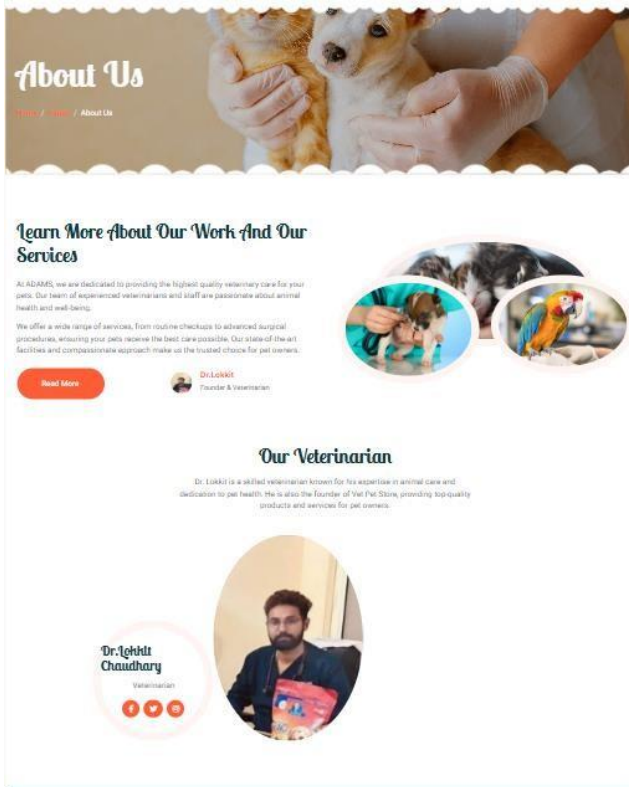 About Us
Home / / About Us
Learn More About Our Work And Our
Services
At ADAMS, we are dedicated to providing the highest quality veterinary care for your
pets. Our team of experienced veterinarians and staff are passionate about animal
health and well-being.
We offer a wide range of services, from routine checkups to advanced surgical
procedures, ensuring your pets receive the best care possible. Our state-of-the-art
facilities and compassionate approach make us the trusted choice for pet owners.
Read More
Dr.Lokkit
Founder & Veterinarian
Our Veterinarian
Dr. Lokkit is a skilled veterinarian known for his expertise in animal care and
dedication to pet health. He is also the founder of Vet Pet Store, providing top-quality
products and services for pet owners.
Dr.Lokkit
Chaudhary
Veterinarian